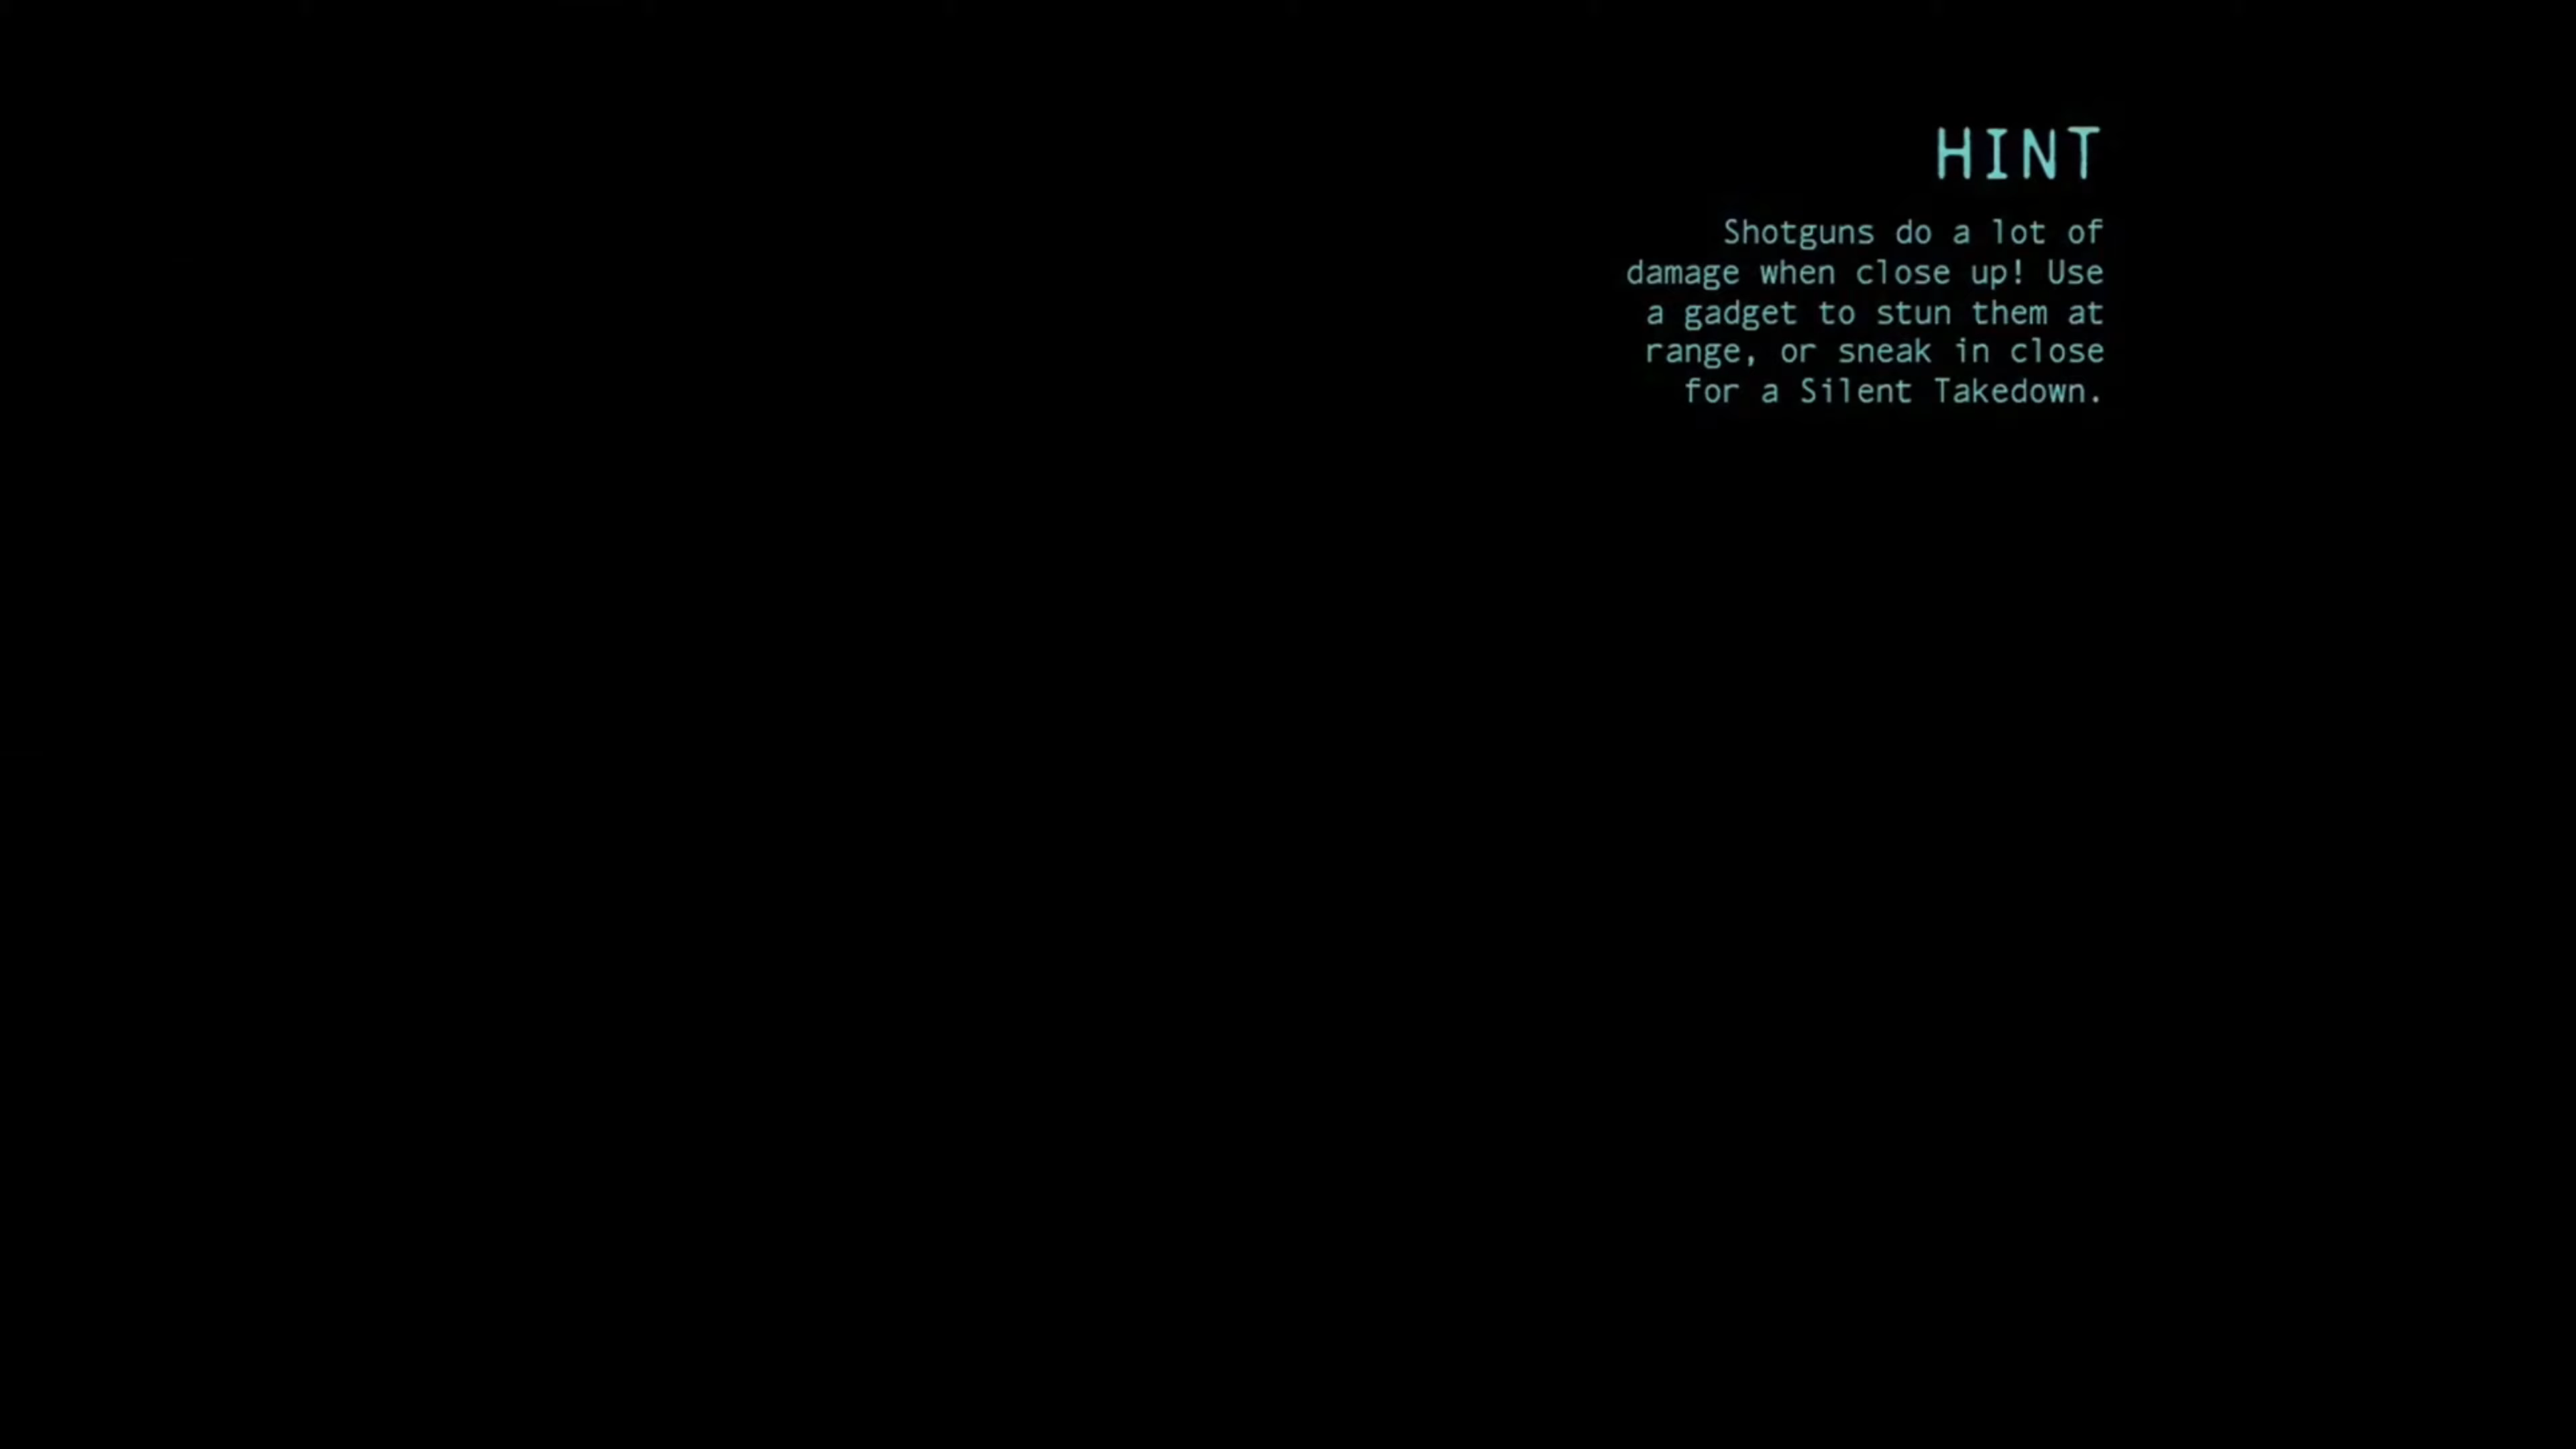 HINT
Shotguns do a lot of
damage when close up! Use
a gadget to stun them at
range, or sneak in close
for a Silent Takedown.